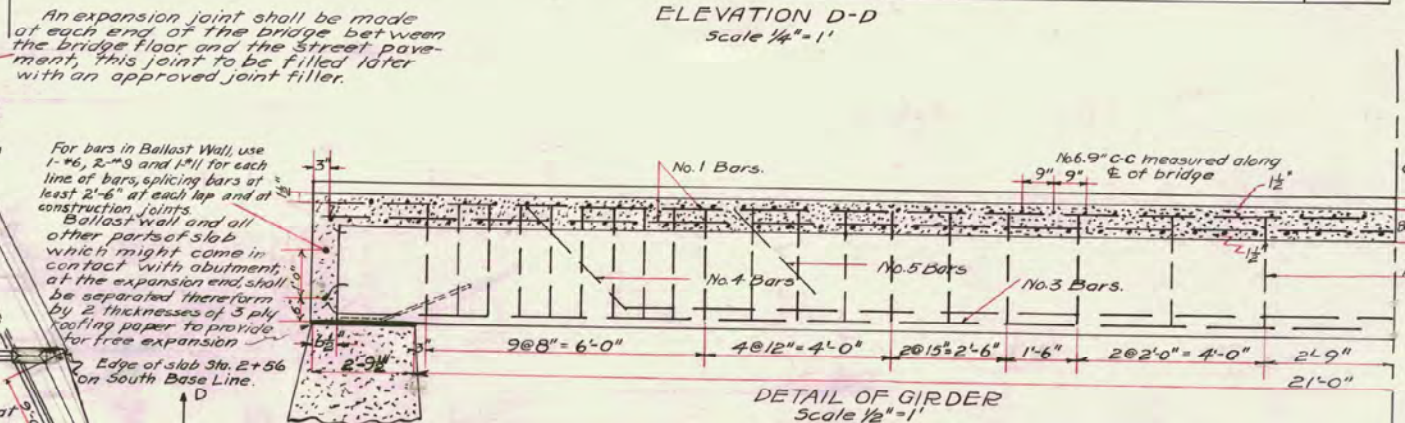 An expansion joint shall be made
at each end of the bridge between
the bridge floor and the street pave-
ment, this joint to be filled later
with an approved joint filler.
ELEVATION D-D
Scale 1/4"=1'
For bars in Ballast Wall, use
1-#6, 2-#9 and 1-#11 for each
line of bars, splicing bars at
least 2'-6" at each lap and at
construction joints.
Ballast wall and all
other parts of slab
which might come in
contact with abutment,
at the expansion end, shall
be separated thereform
by 2 thicknesses of 3 ply
roofing paper to provide
for free expansion
Edge of slab Sta. 2+56
on South Base Line.
D
3"
1½"
No.1 Bars.
No.6. 9" C-C measured along
℄ of bridge
9" 9"
1½"
1½"
8
No.4 Bars
No.5 Bars
No.3 Bars.
2'-9½"
3"
9@8"=6'-0"
4@12"=4'-0"
2@15"=2'-6"
1'-6"
2@2'-0"=4'-0"
2'-9"
21'-0"
DETAIL OF GIRDER
Scale ½"=1'
at